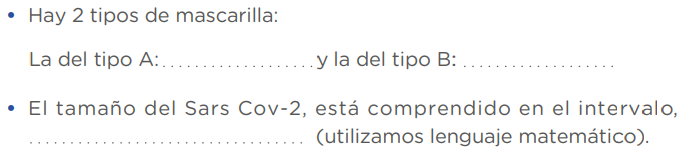 • Hay 2 tipos de mascarilla:
La del tipo A:................... y la del tipo B: ...................
• El tamaño del Sars Cov-2, está comprendido en el intervalo,
.................................. (utilizamos lenguaje matemático).